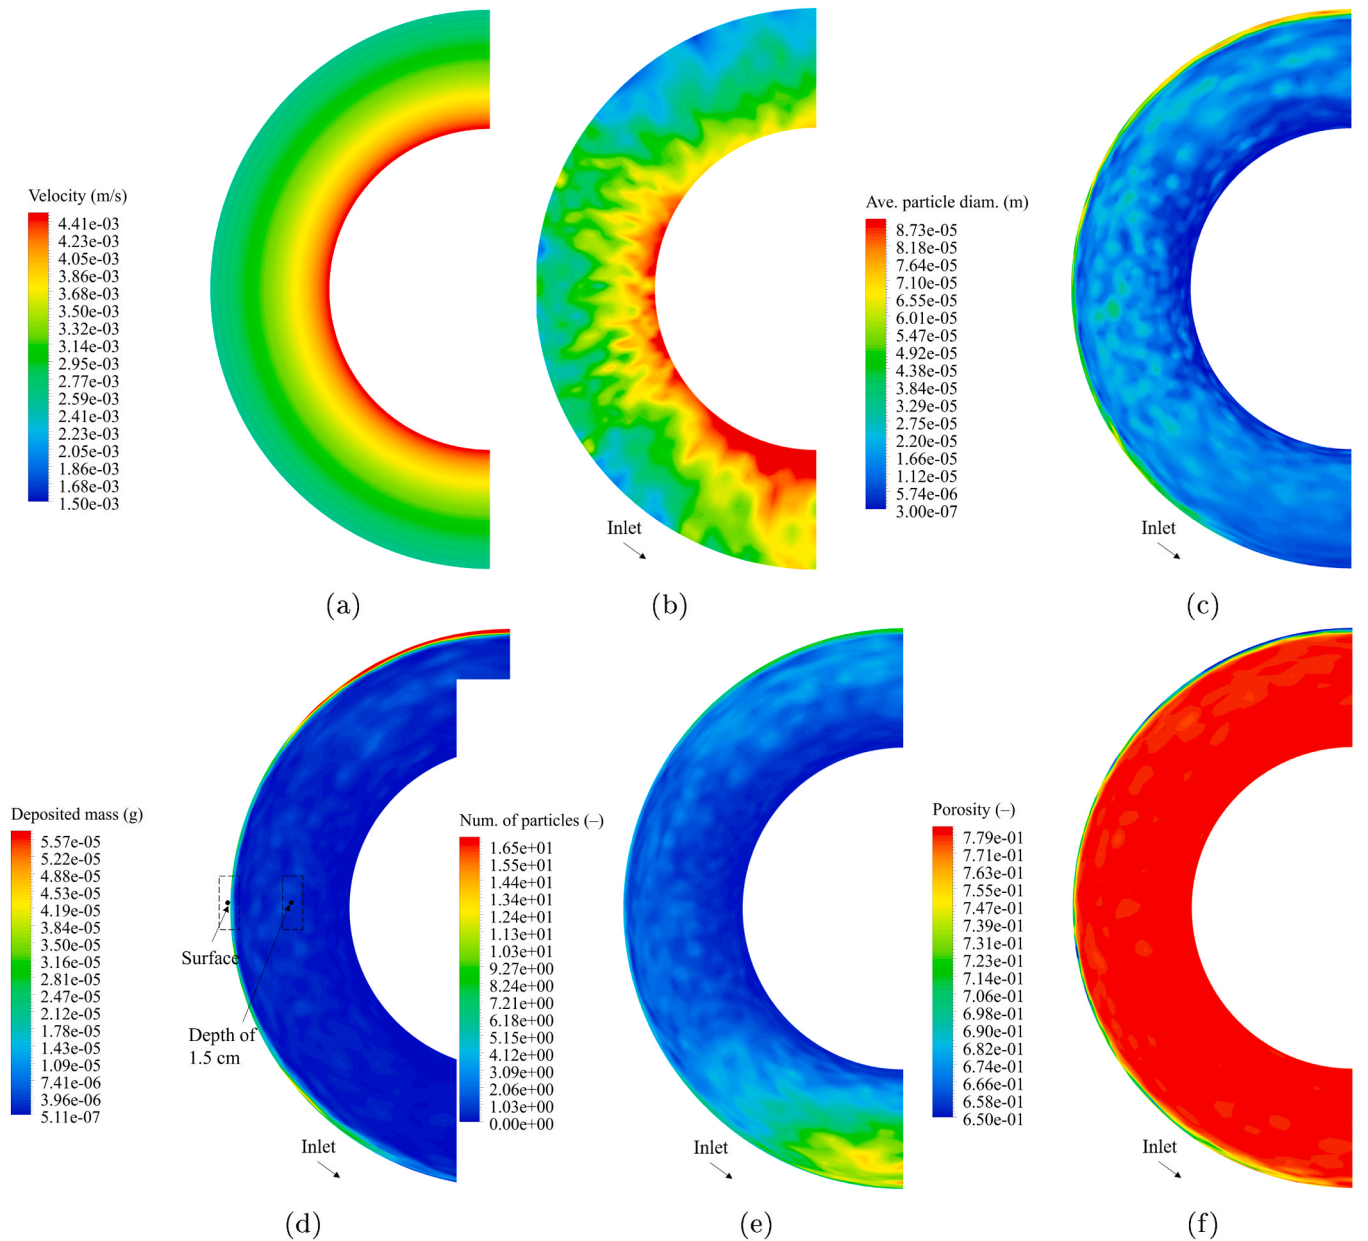 Velocity (m/s)
4.41e-03
4.23e-03
4.05e-03
3.86e-03
3.68e-03
3.50e-03
3.32e-03
3.14e-03
2.95e-03
2.77e-03
2.59e-03
2.41e-03
2.23e-03
2.05e-03
1.86e-03
1.68e-03
1.50e-03
(a)
Inlet
(b)
Ave. particle diam. (m)
8.73e-05
8.18e-05
7.64e-05
7.10e-05
6.55e-05
6.01e-05
5.47e-05
4.92e-05
4.38e-05
3.84e-05
3.29e-05
2.75e-05
2.20e-05
1.66e-05
1.12e-05
5.74e-06
3.00e-07
Inlet
(c)
Deposited mass (g)
5.57e-05
5.22e-05
4.88e-05
4.53e-05
4.19e-05
3.84e-05
3.50e-05
3.16e-05
2.81e-05
2.47e-05
2.12e-05
1.78e-05
1.43e-05
1.09e-05
7.41e-06
3.96e-06
5.11e-07
Surface
Depth of
1.5 cm
Inlet
(d)
Num. of particles (–)
1.65e+01
1.55e+01
1.44e+01
1.34e+01
1.24e+01
1.13e+01
1.03e+01
9.27e+00
8.24e+00
7.21e+00
6.18e+00
5.15e+00
4.12e+00
3.09e+00
2.06e+00
1.03e+00
0.00e+00
Inlet
(e)
Porosity (–)
7.79e-01
7.71e-01
7.63e-01
7.55e-01
7.47e-01
7.39e-01
7.31e-01
7.23e-01
7.14e-01
7.06e-01
6.98e-01
6.90e-01
6.82e-01
6.74e-01
6.66e-01
6.58e-01
6.50e-01
Inlet
(f)